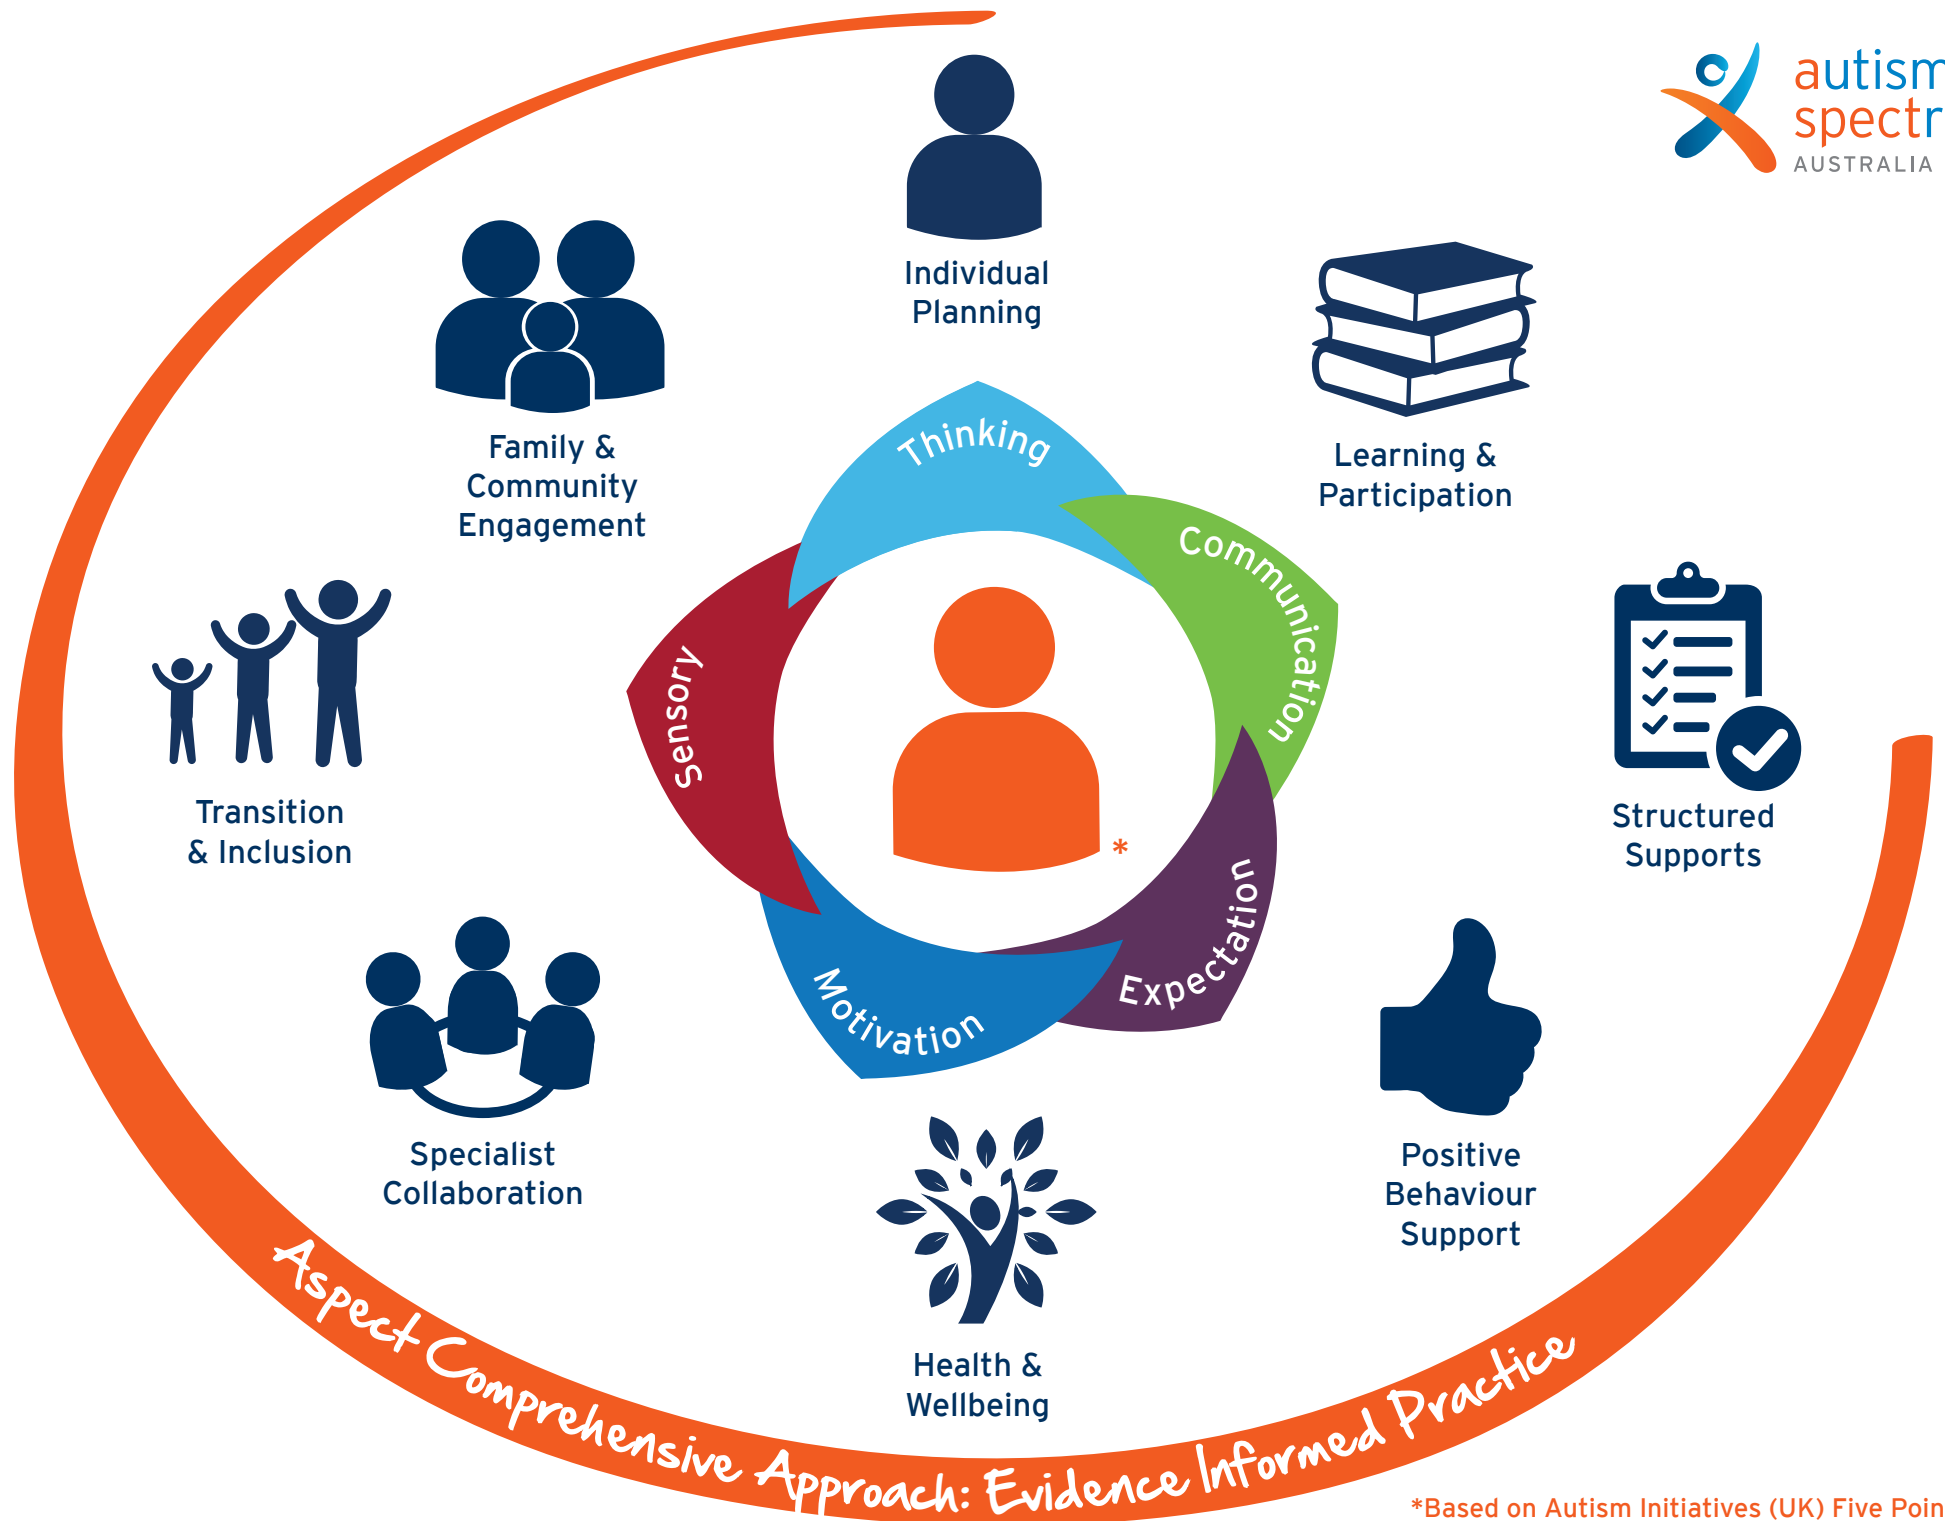 autism
spectr
AUSTRALIA
Individual
Planning
Family &
Community
Engagement
Learning &
Participation
Thinking
Communication
Sensory
Expectation
Motivation
*
Transition
& Inclusion
Structured
Supports
Specialist
Collaboration
Positive
Behaviour
Support
Health &
Wellbeing
Aspect Comprehensive Approach: Evidence Informed Practice
*Based on Autism Initiatives (UK) Five Poin